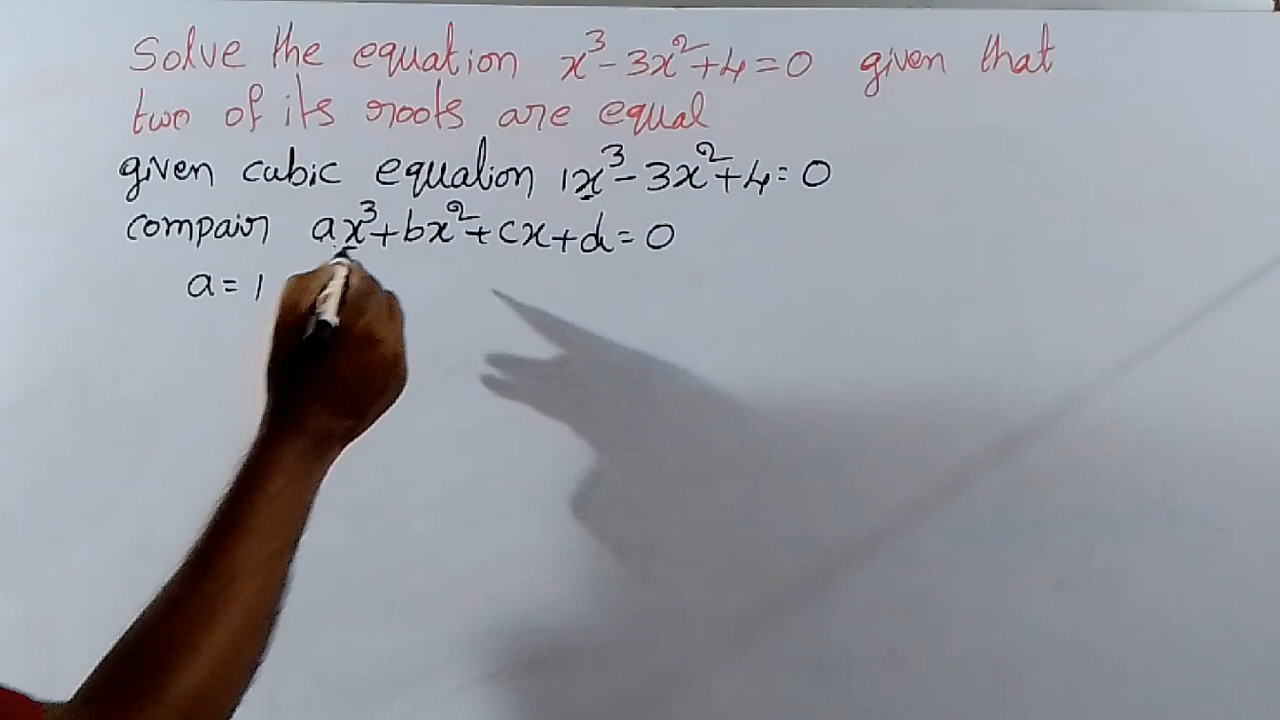 Solve the equation x³-3x²+4=0 given that
two of its roots are equal
given cubic equation 1x³-3x²+4=0
compair ax³+bx²+cx+d=0
a=1